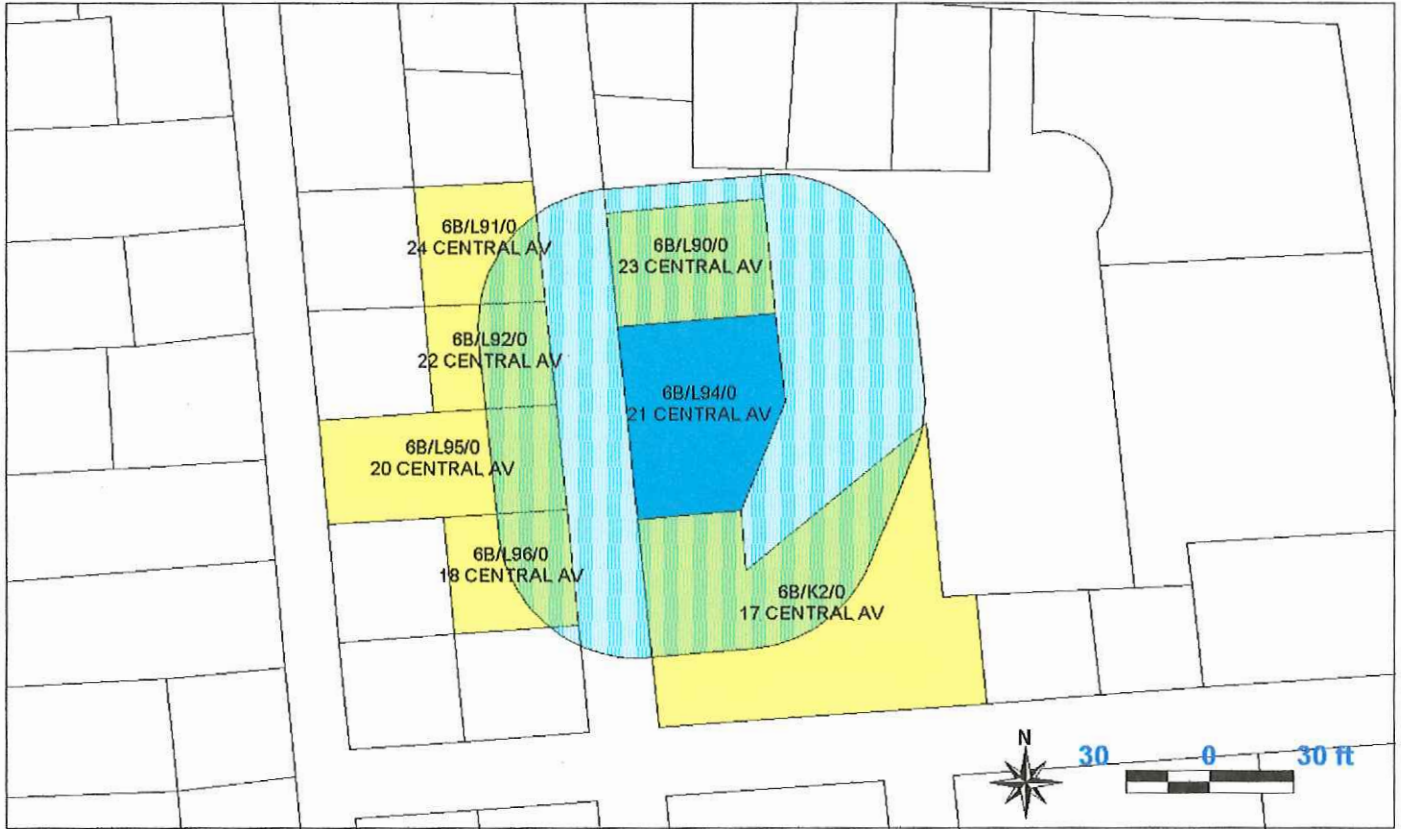 6B/L91/0
24 CENTRAL AV
6B/L90/0
23 CENTRAL AV
6B/L92/0
22 CENTRAL AV
6B/L94/0
21 CENTRAL AV
6B/L95/0
20 CENTRAL AV
6B/L96/0
18 CENTRAL AV
6B/K2/0
17 CENTRAL AV
N
30 0 30 ft